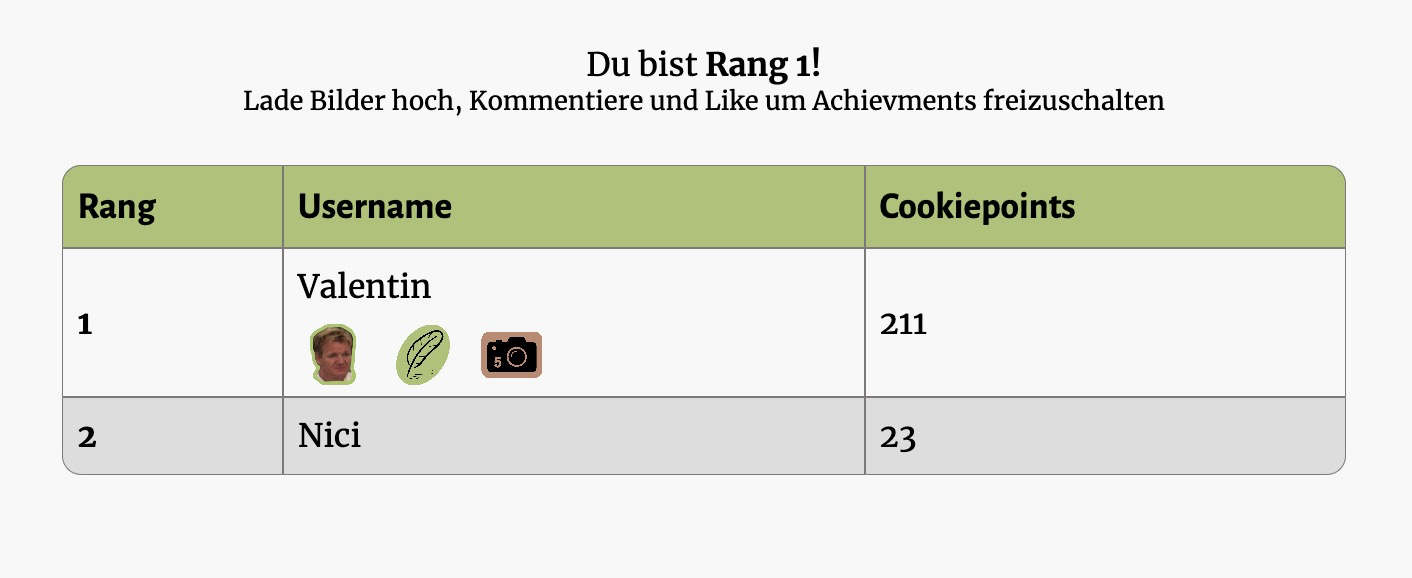 Du bist Rang 1!
Lade Bilder hoch, Kommentiere und Like um Achievments freizuschalten
Rang Username Cookiepoints
Valentin
1 211
5
2 Nici 23